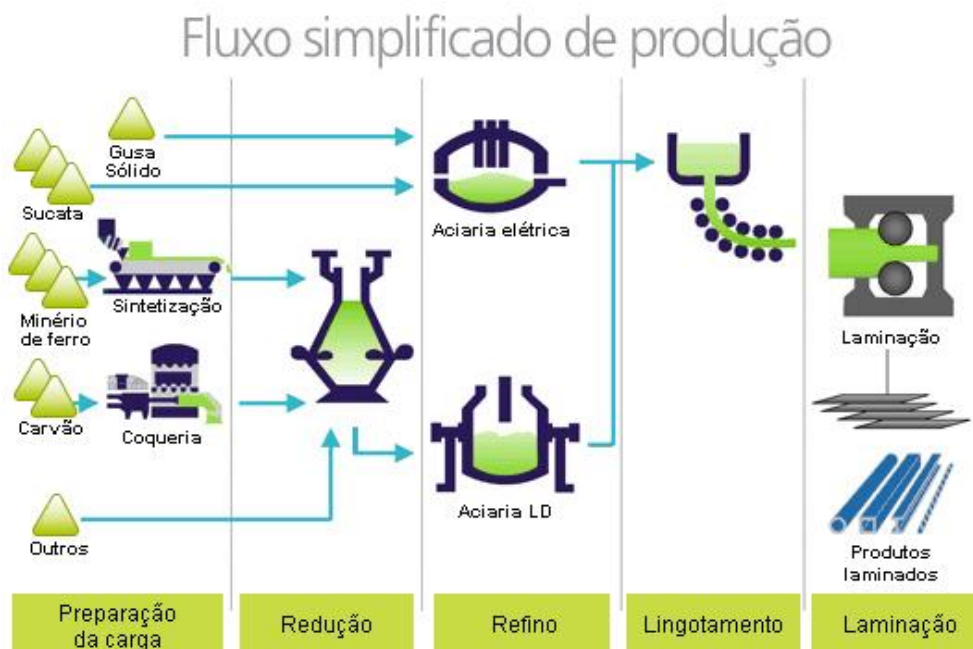 Fluxo simplificado de produção
Gusa
Sólido
Sucata
Aciaria elétrica
Sintetização
Minério
de ferro
Laminação
Carvão
Coqueria
Aciaria LD
Outros
Produtos
laminados
Preparação
da carga
Redução
Refino
Lingotamento
Laminação